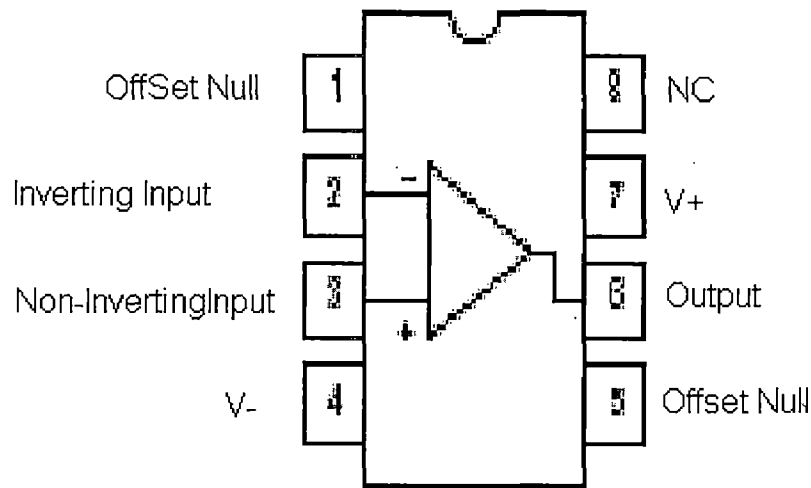 OffSet Null 1 8 NC
Inverting Input 2 - 7 V+
Non-InvertingInput 3 + 6 Output
V- 4 5 Offset Null